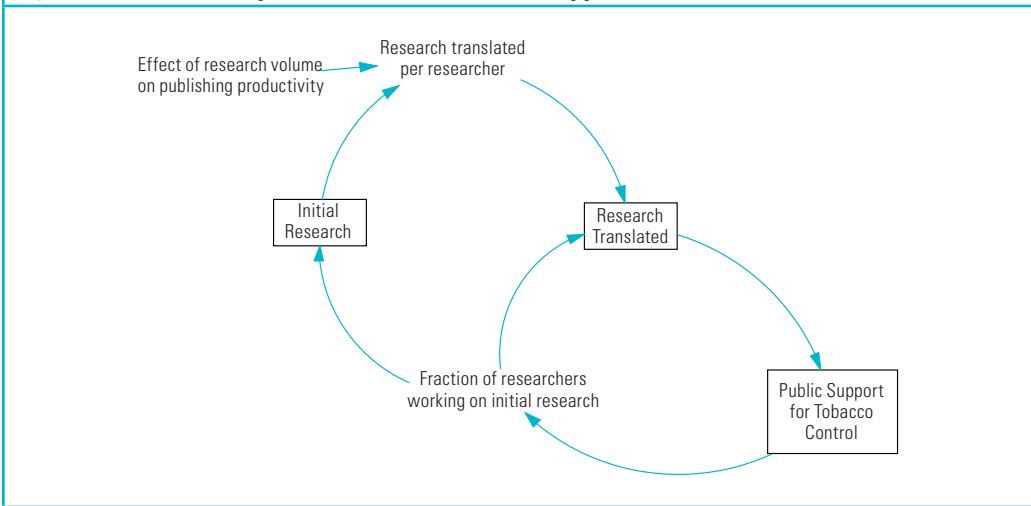 Effect of research volume
on publishing productivity
Research translated
per researcher
Initial
Research
Research
Translated
Fraction of researchers
working on initial research
Public Support
for Tobacco
Control